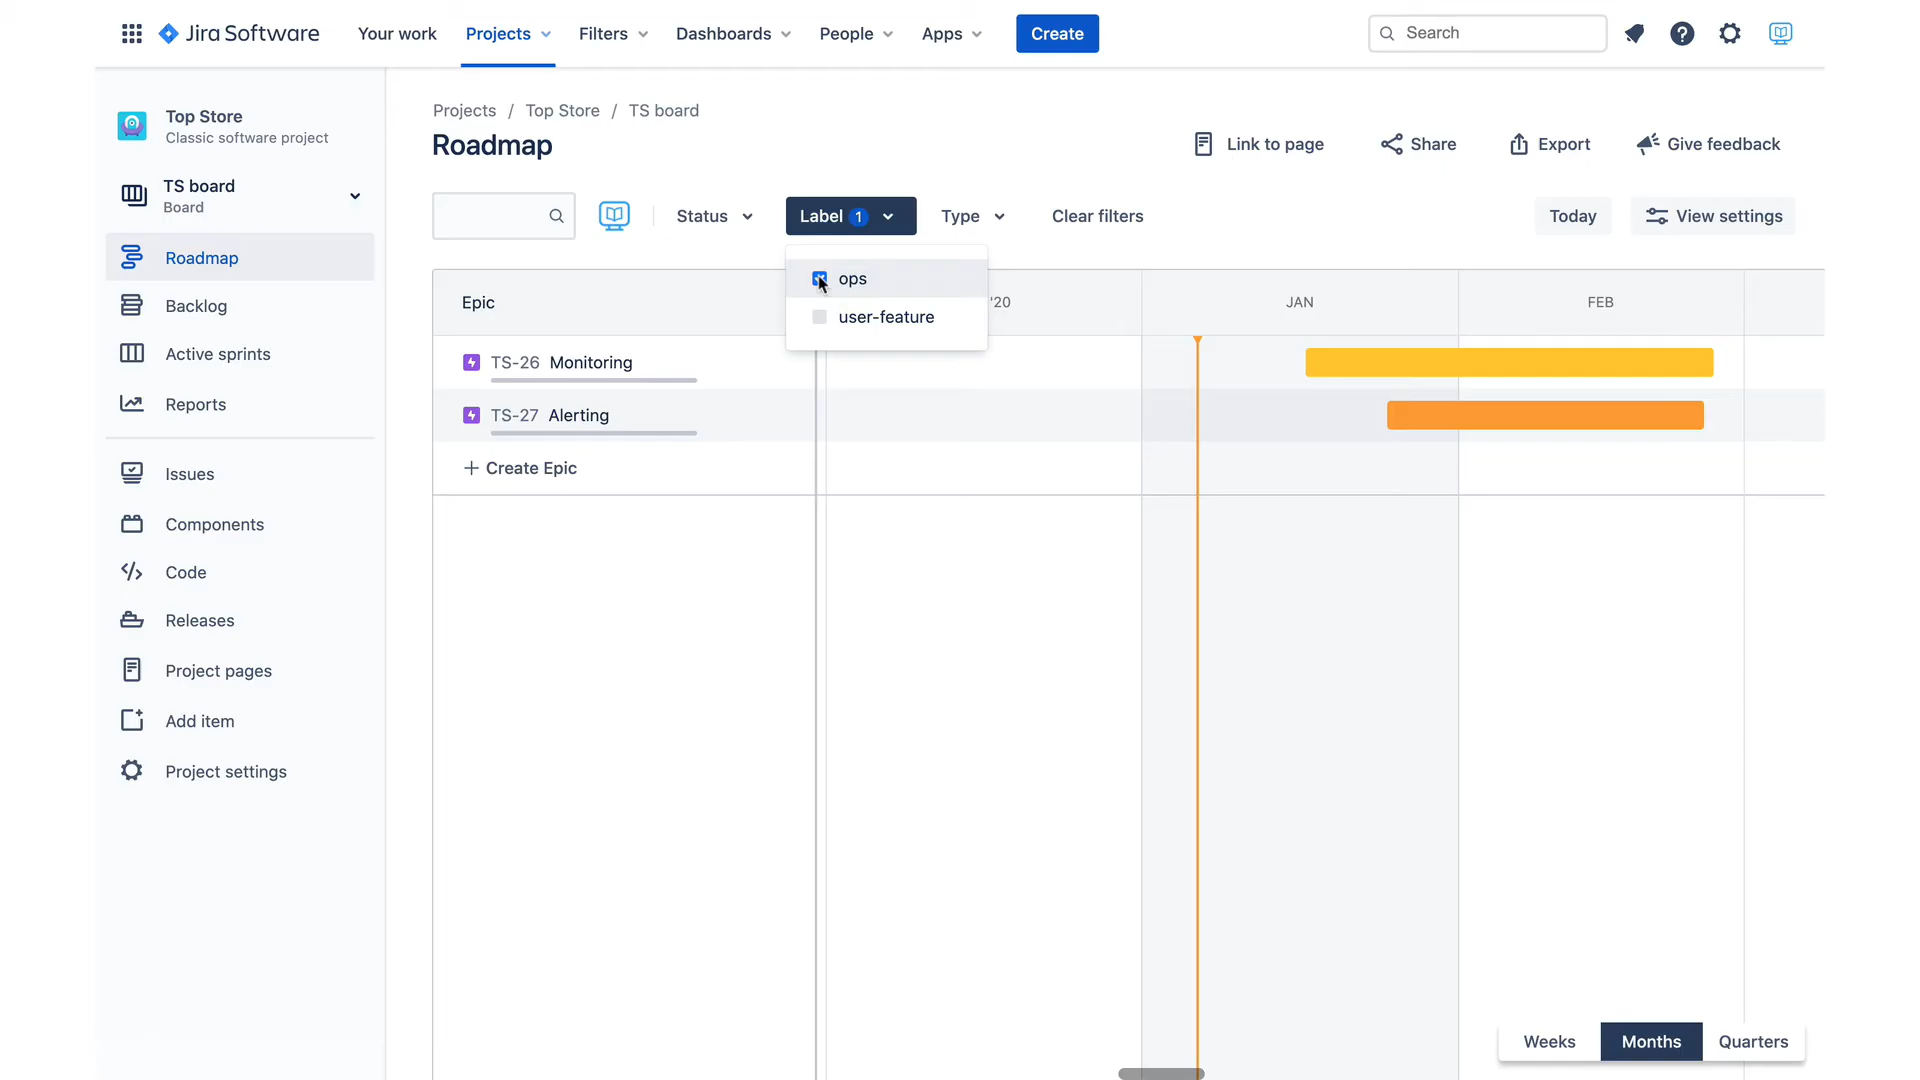 Jira Software
Your work
Projects
Filters
Dashboards
People
Apps
Create
Search
Top Store
Classic software project
TS board
Board
Roadmap
Backlog
Active sprints
Reports
Issues
Components
Code
Releases
Project pages
Add item
Project settings
Projects / Top Store / TS board
Roadmap
Link to page
Share
Export
Give feedback
Status
Label 1
Type
Clear filters
Today
View settings
ops
user-feature
Epic
'20
JAN
FEB
TS-26 Monitoring
TS-27 Alerting
+ Create Epic
Weeks
Months
Quarters